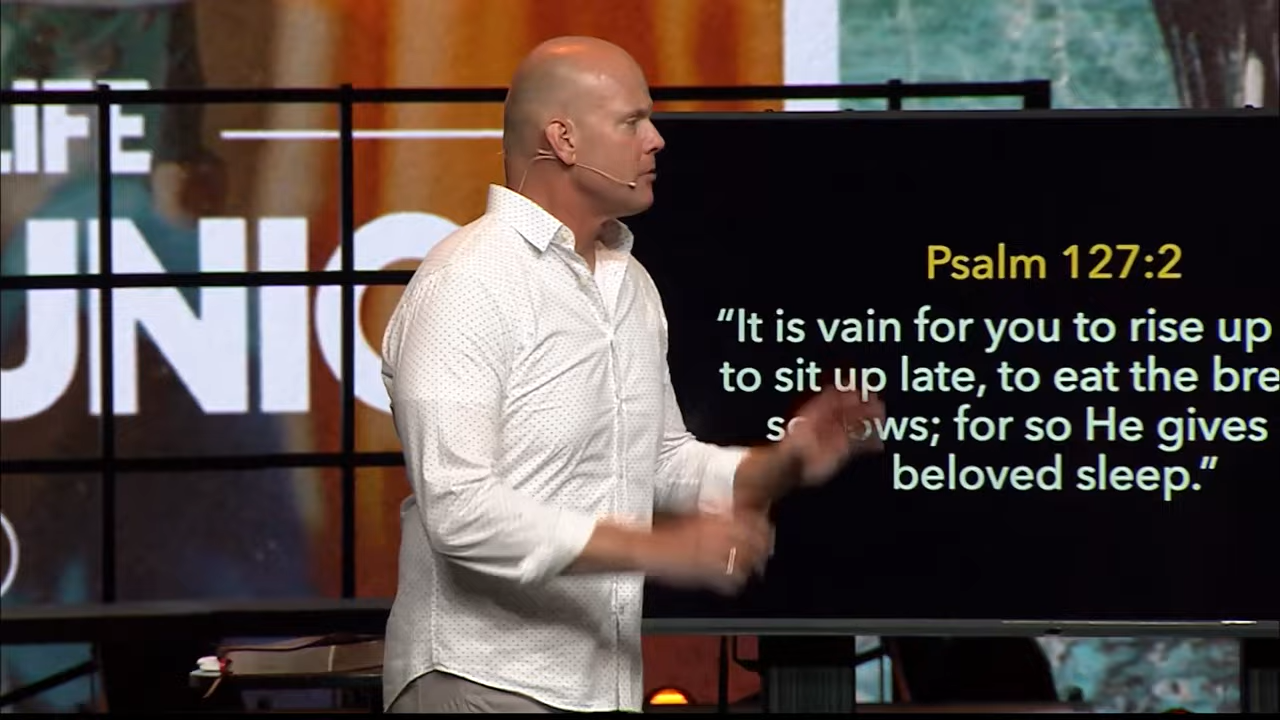 LIFE
UNIO
Psalm 127:2
“It is vain for you to rise up
to sit up late, to eat the bre
sorrows; for so He gives
beloved sleep.”